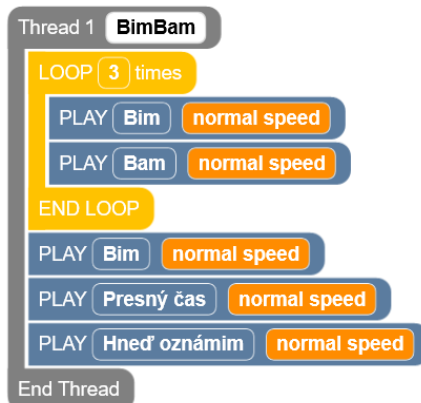 Thread 1 BimBam
LOOP 3 times
PLAY Bim normal speed
PLAY Bam normal speed
END LOOP
PLAY Bim normal speed
PLAY Presný čas normal speed
PLAY Hneď oznámim normal speed
End Thread